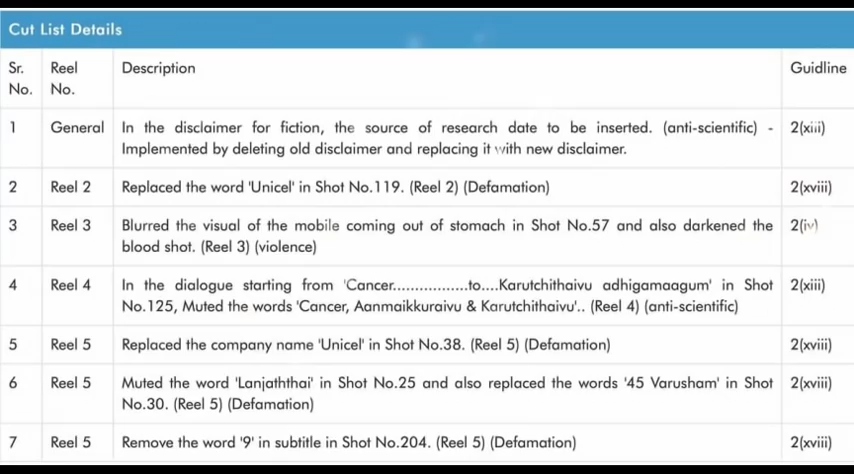 Cut List Details
Sr. No. Reel No. Description Guidline
1 General In the disclaimer for fiction, the source of research date to be inserted. (anti-scientific) - 2(xiii)
Implemented by deleting old disclaimer and replacing it with new disclaimer.
2 Reel 2 Replaced the word 'Unicel' in Shot No.119. (Reel 2) (Defamation) 2(xviii)
3 Reel 3 Blurred the visual of the mobile coming out of stomach in Shot No.57 and also darkened the 2(iv)
blood shot. (Reel 3) (violence)
4 Reel 4 In the dialogue starting from 'Cancer.................to....Karutchithaivu adhigamaagum' in Shot 2(xiii)
No.125, Muted the words 'Cancer, Aanmaikkuraivu & Karutchithaivu'.. (Reel 4) (anti-scientific)
5 Reel 5 Replaced the company name 'Unicel' in Shot No.38. (Reel 5) (Defamation) 2(xviii)
6 Reel 5 Muted the word 'Lanjaththai' in Shot No.25 and also replaced the words '45 Varusham' in Shot 2(xviii)
No.30. (Reel 5) (Defamation)
7 Reel 5 Remove the word '9' in subtitle in Shot No.204. (Reel 5) (Defamation) 2(xviii)